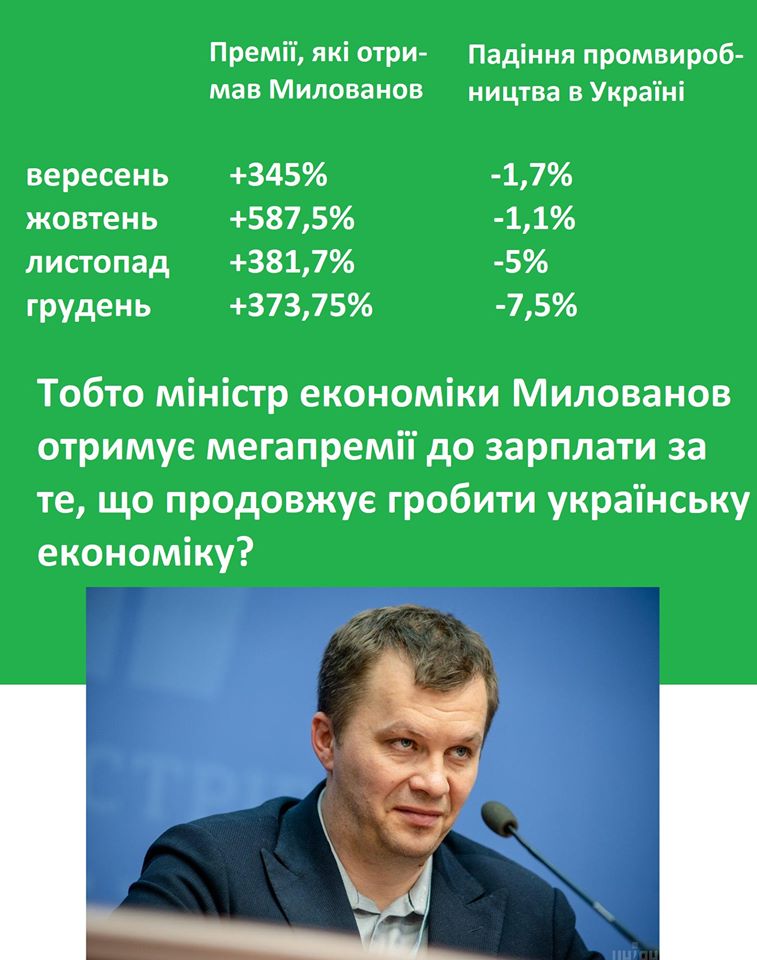 Премії, які отри-
мав Милованов
Падіння промвироб-
ництва в Україні
вересень +345% -1,7%
жовтень +587,5% -1,1%
листопад +381,7% -5%
грудень +373,75% -7,5%
Тобто міністр економіки Милованов
отримує мегапремії до зарплати за
те, що продовжує гробити українську
економіку?
СТРІ
УНІАН